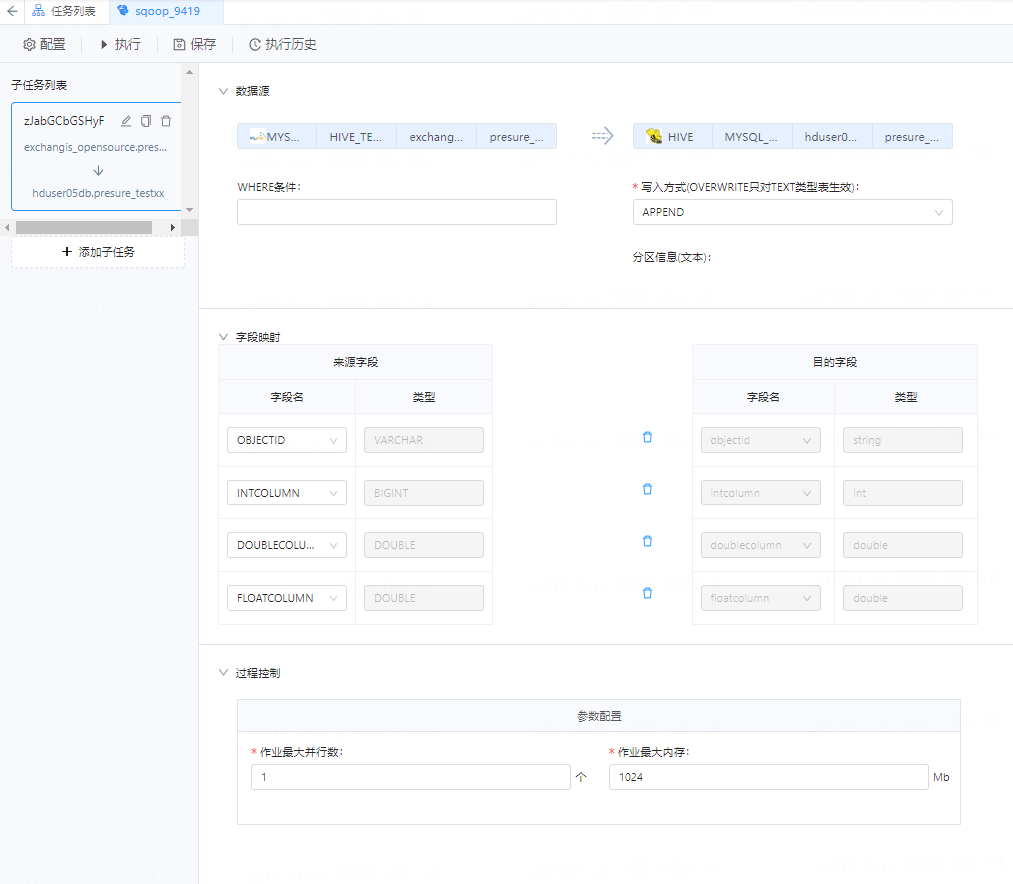 任务列表 sqoop_9419
配置 执行 保存 执行历史
子任务列表
zJabGCbGSHyF
exchangis_opensource.pres...
hduser05db.presure_testxx
添加子任务
数据源
MYS... HIVE_TE... exchang... presure_... HIVE MYSQL_... hduser0... presure_...
WHERE条件: * 写入方式(OVERWRITE只对TEXT类型表生效):
APPEND
分区信息(文本):
字段映射
来源字段 目的字段
字段名 类型 字段名 类型
OBJECTID VARCHAR objectid string
INTCOLUMN BIGINT intcolumn int
DOUBLECOLU... DOUBLE doublecolumn double
FLOATCOLUMN DOUBLE floatcolumn double
过程控制
参数配置
* 作业最大并行数: * 作业最大内存:
1 个 1024 Mb